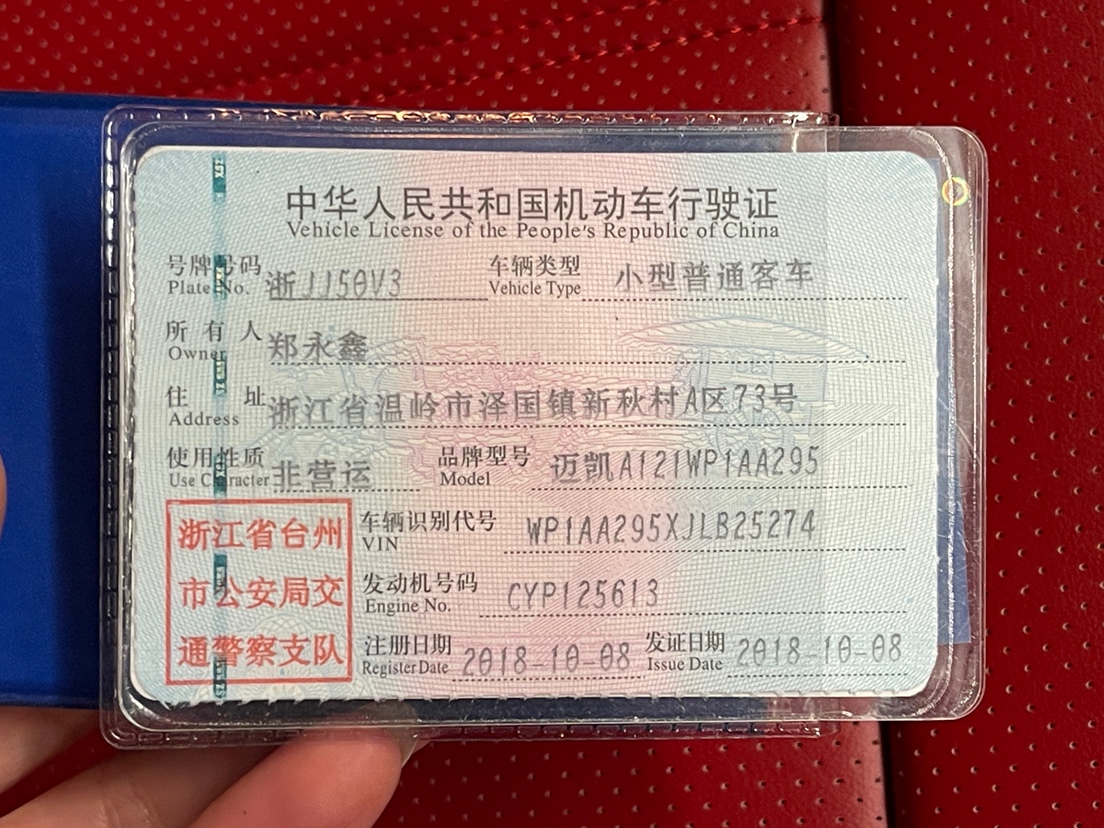 中华人民共和国机动车行驶证
Vehicle License of the People's Republic of China
号牌号码 浙JJ150V3 车辆类型 小型普通客车
Plate No. Vehicle Type
所有人 郑永鑫
Owner
住址 浙江省温岭市泽国镇新秋村A区73号
Address
使用性质 非营运 品牌型号 迈凯A121WP1AA295
Use Character Model
浙江省台州 车辆识别代号 WP1AA295XJLB25274
VIN
市公安局交 发动机号码 CYP125613
Engine No.
通警察支队 注册日期 2018-10-08 发证日期 2018-10-08
Register Date Issue Date